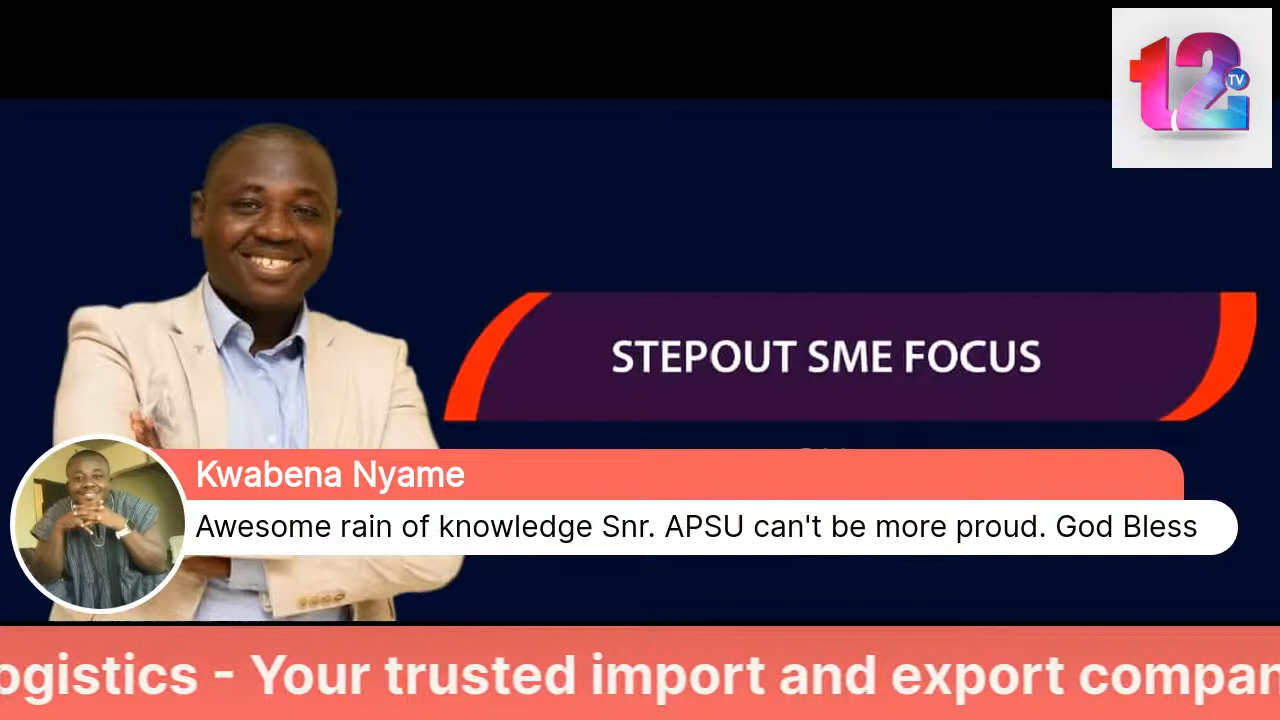 12
TV
STEPOUT SME FOCUS
Kwabena Nyame
Awesome rain of knowledge Snr. APSU can't be more proud. God Bless
ogistics - Your trusted import and export compan